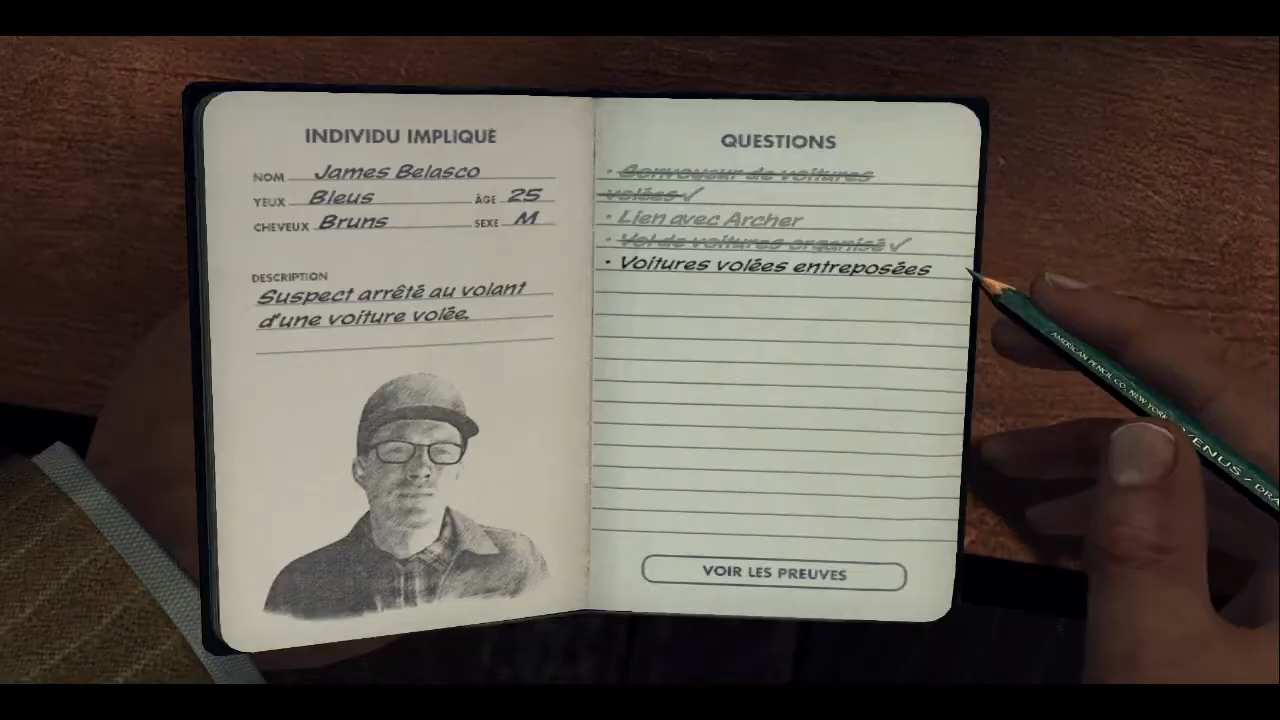 INDIVIDU IMPLIQUÉ
NOM James Belasco
YEUX Bleus ÂGE 25
CHEVEUX Bruns SEXE M
DESCRIPTION
Suspect arrêté au volant
d'une voiture volée.
QUESTIONS
· Convoyeur de voitures
volées ✓
· Lien avec Archer
· Vol de voitures organisé ✓
· Voitures volées entreposées
VOIR LES PREUVES
AMERICAN PENCIL CO. NEW YORK VENUS / DRA